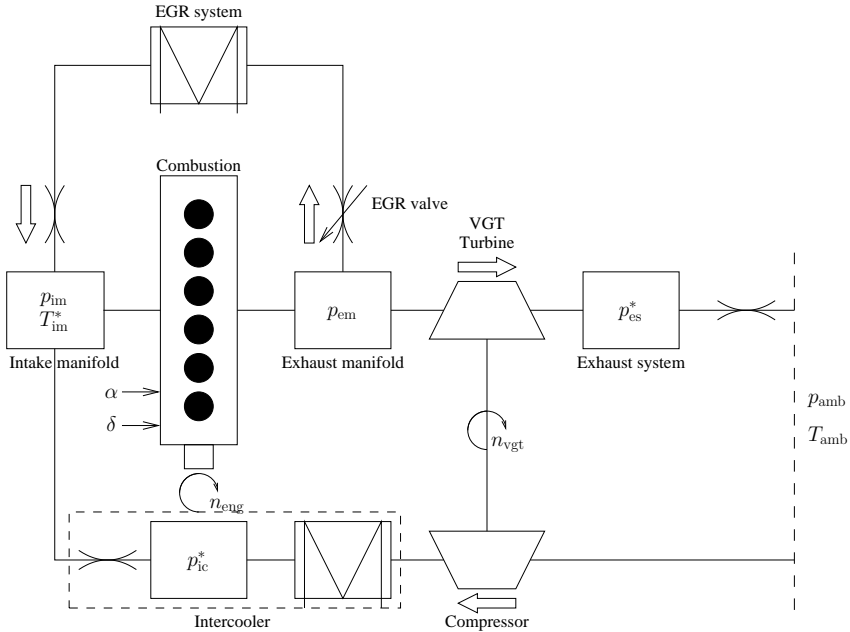 EGR system
Combustion
EGR valve
VGT
Turbine
p_im
T*_im
Intake manifold
p_em
Exhaust manifold
p*_es
Exhaust system
α
δ
p_amb
T_amb
n_vgt
n_eng
p*_ic
Intercooler
Compressor